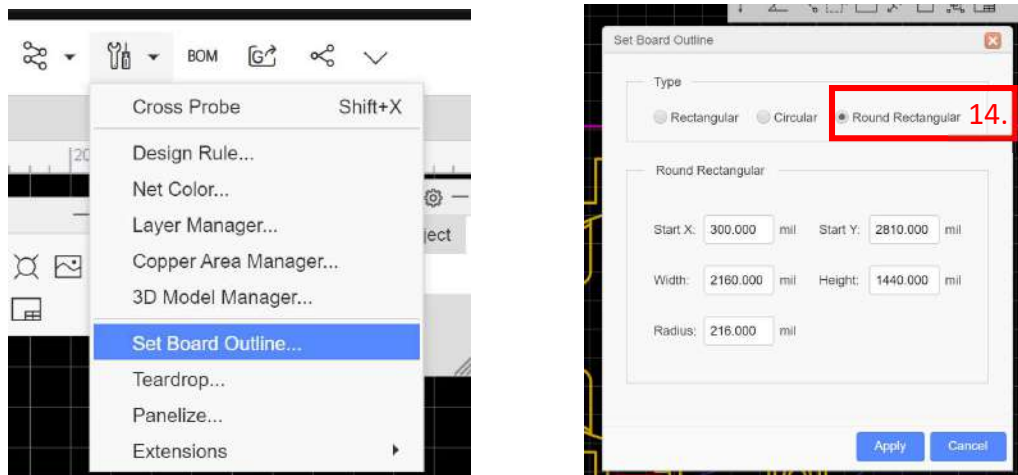 BOM
Cross Probe Shift+X
Design Rule...
Net Color...
Layer Manager...
Copper Area Manager...
3D Model Manager...
Set Board Outline...
Teardrop...
Panelize...
Extensions
20
ject
Set Board Outline
Type
Rectangular Circular Round Rectangular 14.
Round Rectangular
Start X: 300.000 mil Start Y: 2810.000 mil
Width: 2160.000 mil Height: 1440.000 mil
Radius: 216.000 mil
Apply Cancel